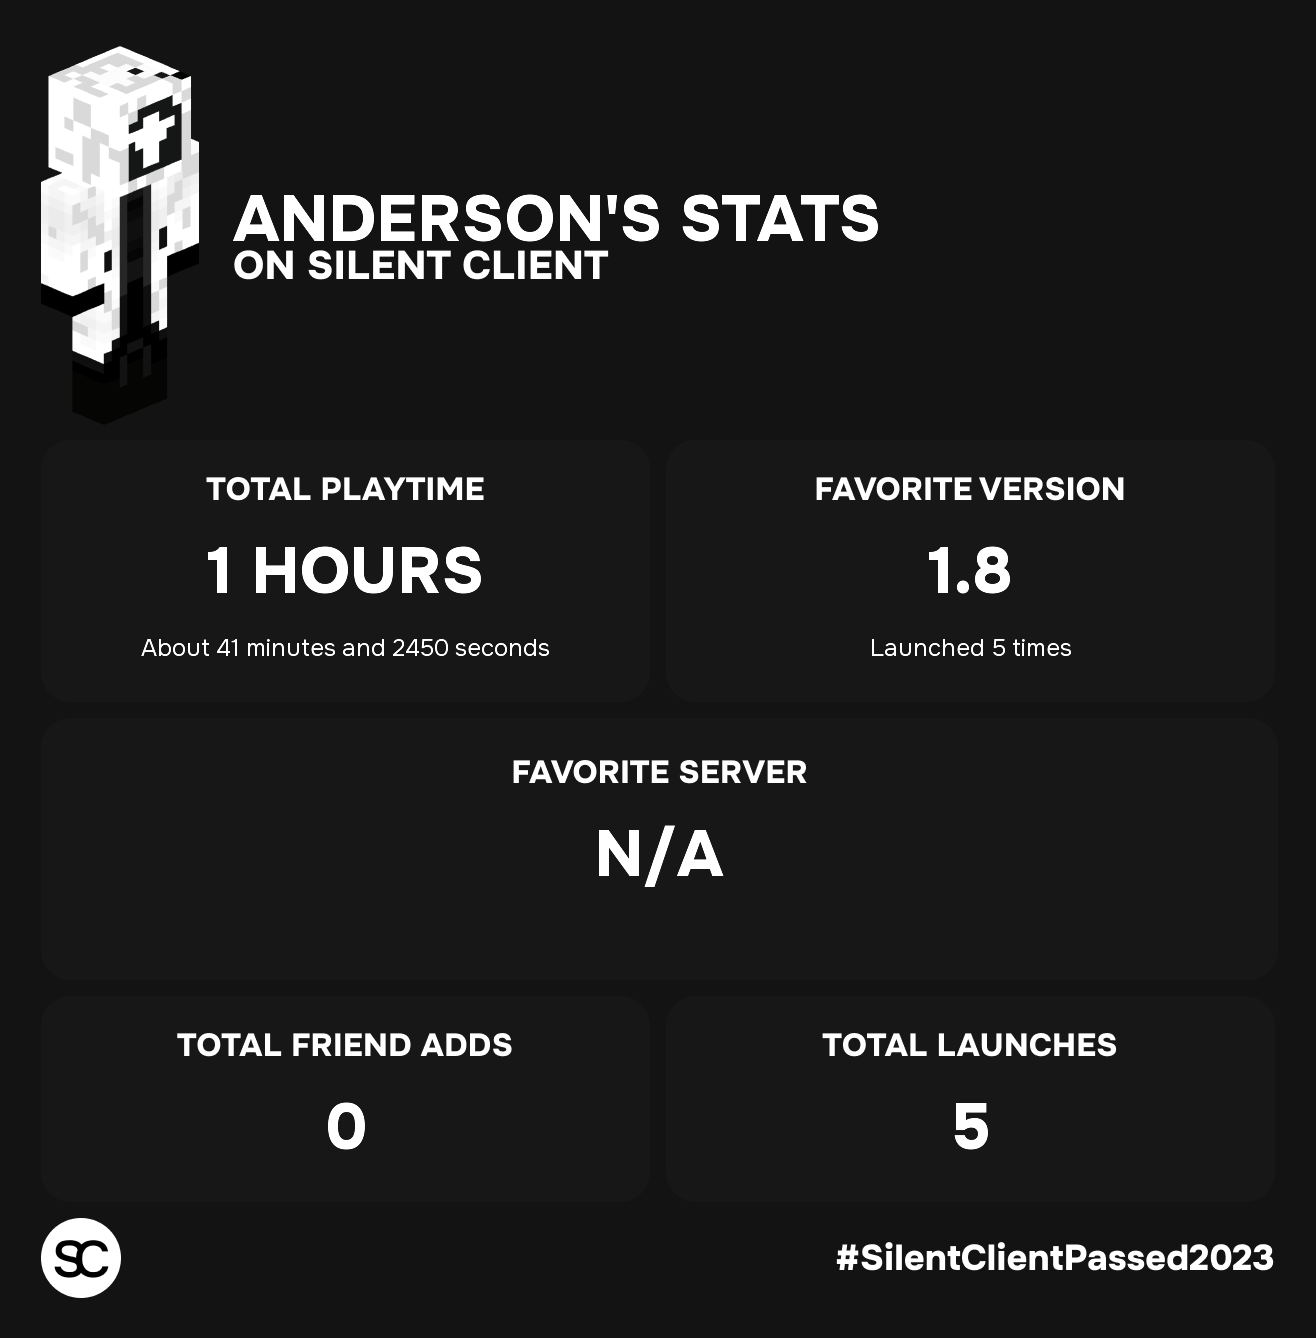 ANDERSON'S STATS
ON SILENT CLIENT
TOTAL PLAYTIME
1 HOURS
About 41 minutes and 2450 seconds
FAVORITE VERSION
1.8
Launched 5 times
FAVORITE SERVER
N/A
TOTAL FRIEND ADDS
0
TOTAL LAUNCHES
5
SC
#SilentClientPassed2023